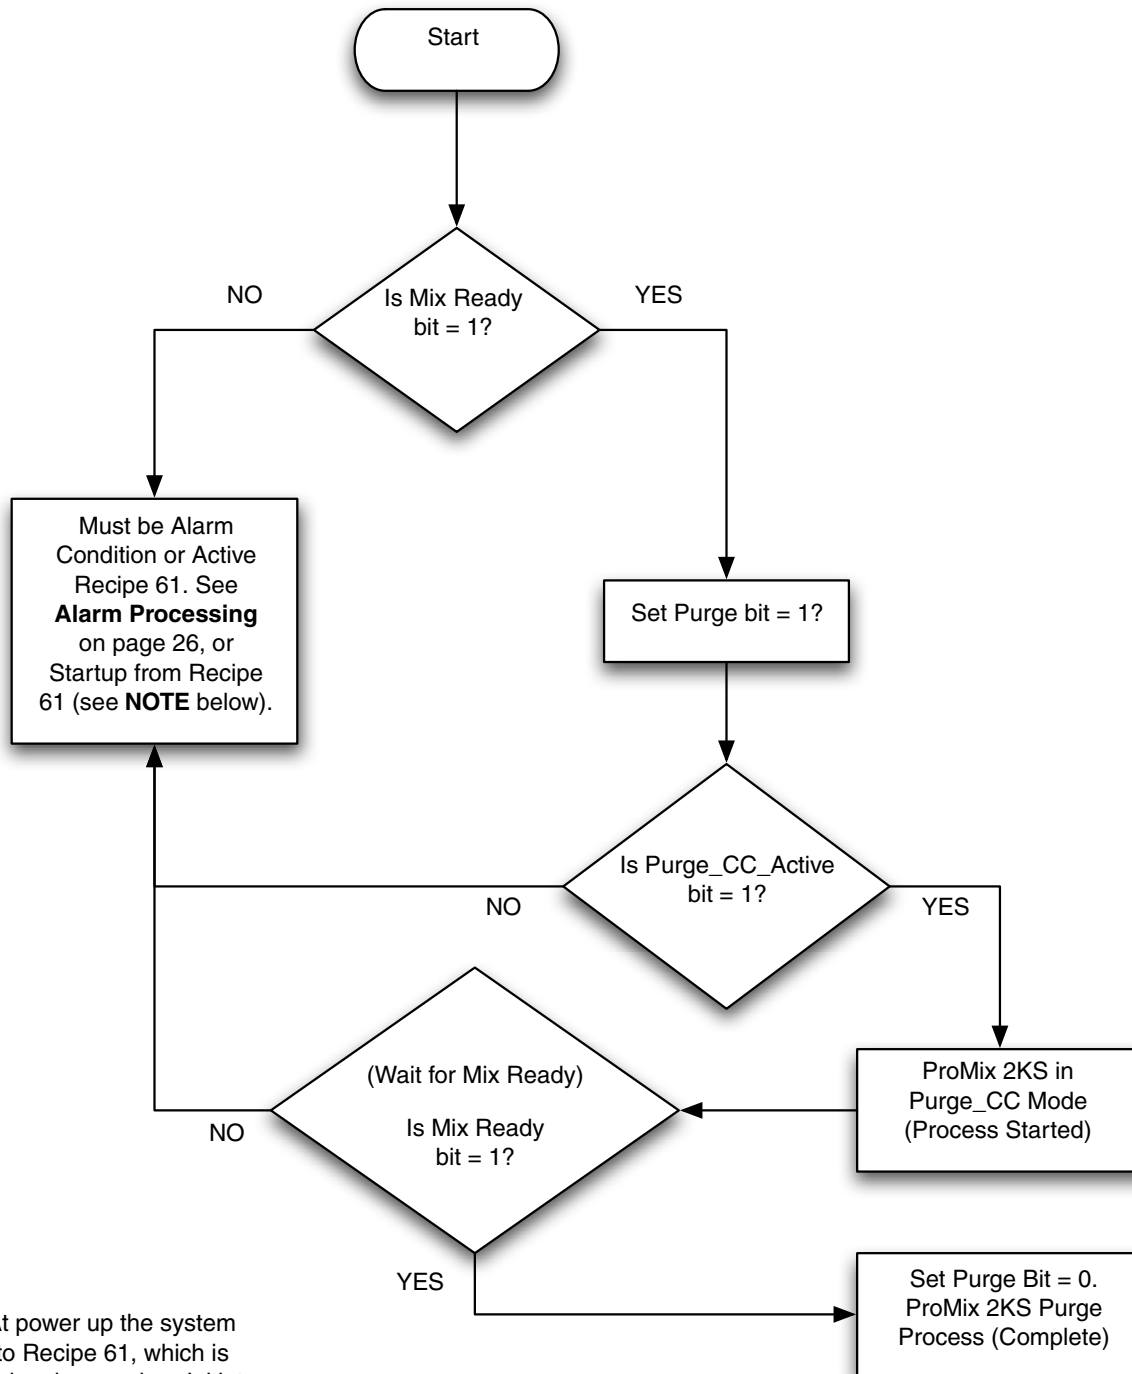 Start
Is Mix Ready
bit = 1?
NO
YES
Must be Alarm
Condition or Active
Recipe 61. See
Alarm Processing
on page 26, or
Startup from Recipe
61 (see NOTE below).
Set Purge bit = 1?
Is Purge_CC_Active
bit = 1?
NO
YES
(Wait for Mix Ready)
Is Mix Ready
bit = 1?
NO
YES
ProMix 2KS in
Purge_CC Mode
(Process Started)
Set Purge Bit = 0.
ProMix 2KS Purge
Process (Complete)
At power up the system
to Recipe 61, which is